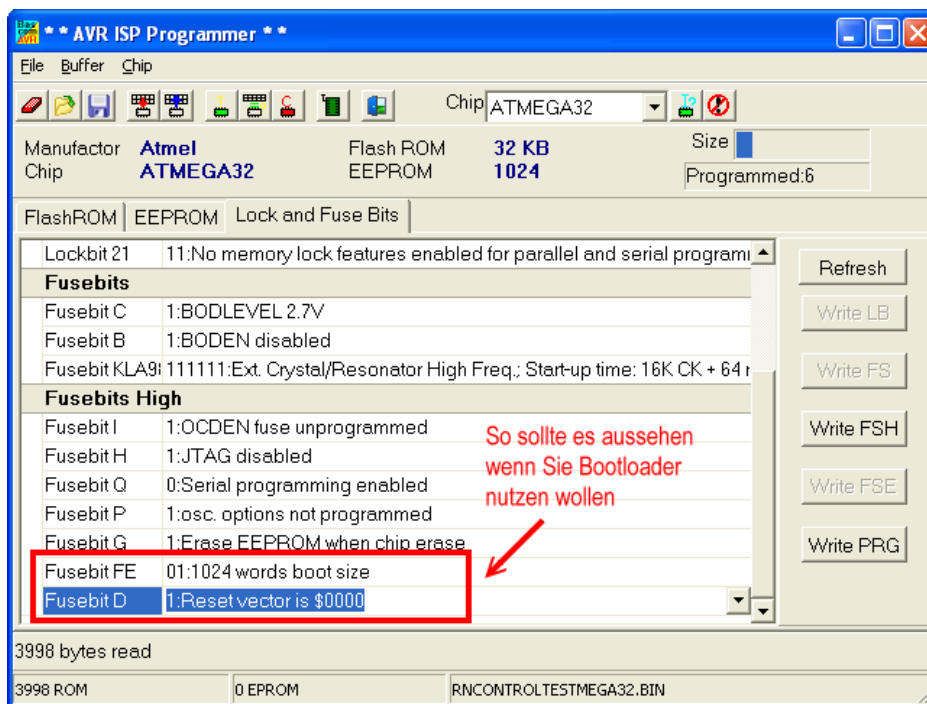 * * AVR ISP Programmer * *
File Buffer Chip
Chip ATMEGA32
Manufactor Atmel Flash ROM 32 KB Size
Chip ATMEGA32 EEPROM 1024 Programmed:6
FlashROM EEPROM Lock and Fuse Bits
Lockbit 21 11:No memory lock features enabled for parallel and serial
Refresh
Fusebits
Fusebit C 1:BODLEVEL 2.7V
Write LB
Fusebit B 1:BODEN disabled
Fusebit KLA9 111111:Ext. Crystal/Resonator High Freq.; Start-up time: 16K CK + 64
Write FS
Fusebits High
Fusebit I 1:OCDEN fuse unprogrammed
Write FSH
Fusebit H 1:JTAG disabled
Fusebit Q 0:Serial programming enabled
Write FSE
Fusebit P 1:osc. options not programmed
Fusebit G 1:Erase EEPROM when chip erase
Write PRG
Fusebit FE 01:1024 words boot size
Fusebit D 1:Reset vector is $0000
So sollte es aussehen
wenn Sie Bootloader
nutzen wollen
3998 bytes read
3998 ROM 0 EPROM RNCONTROLTESTMEGA32.BIN